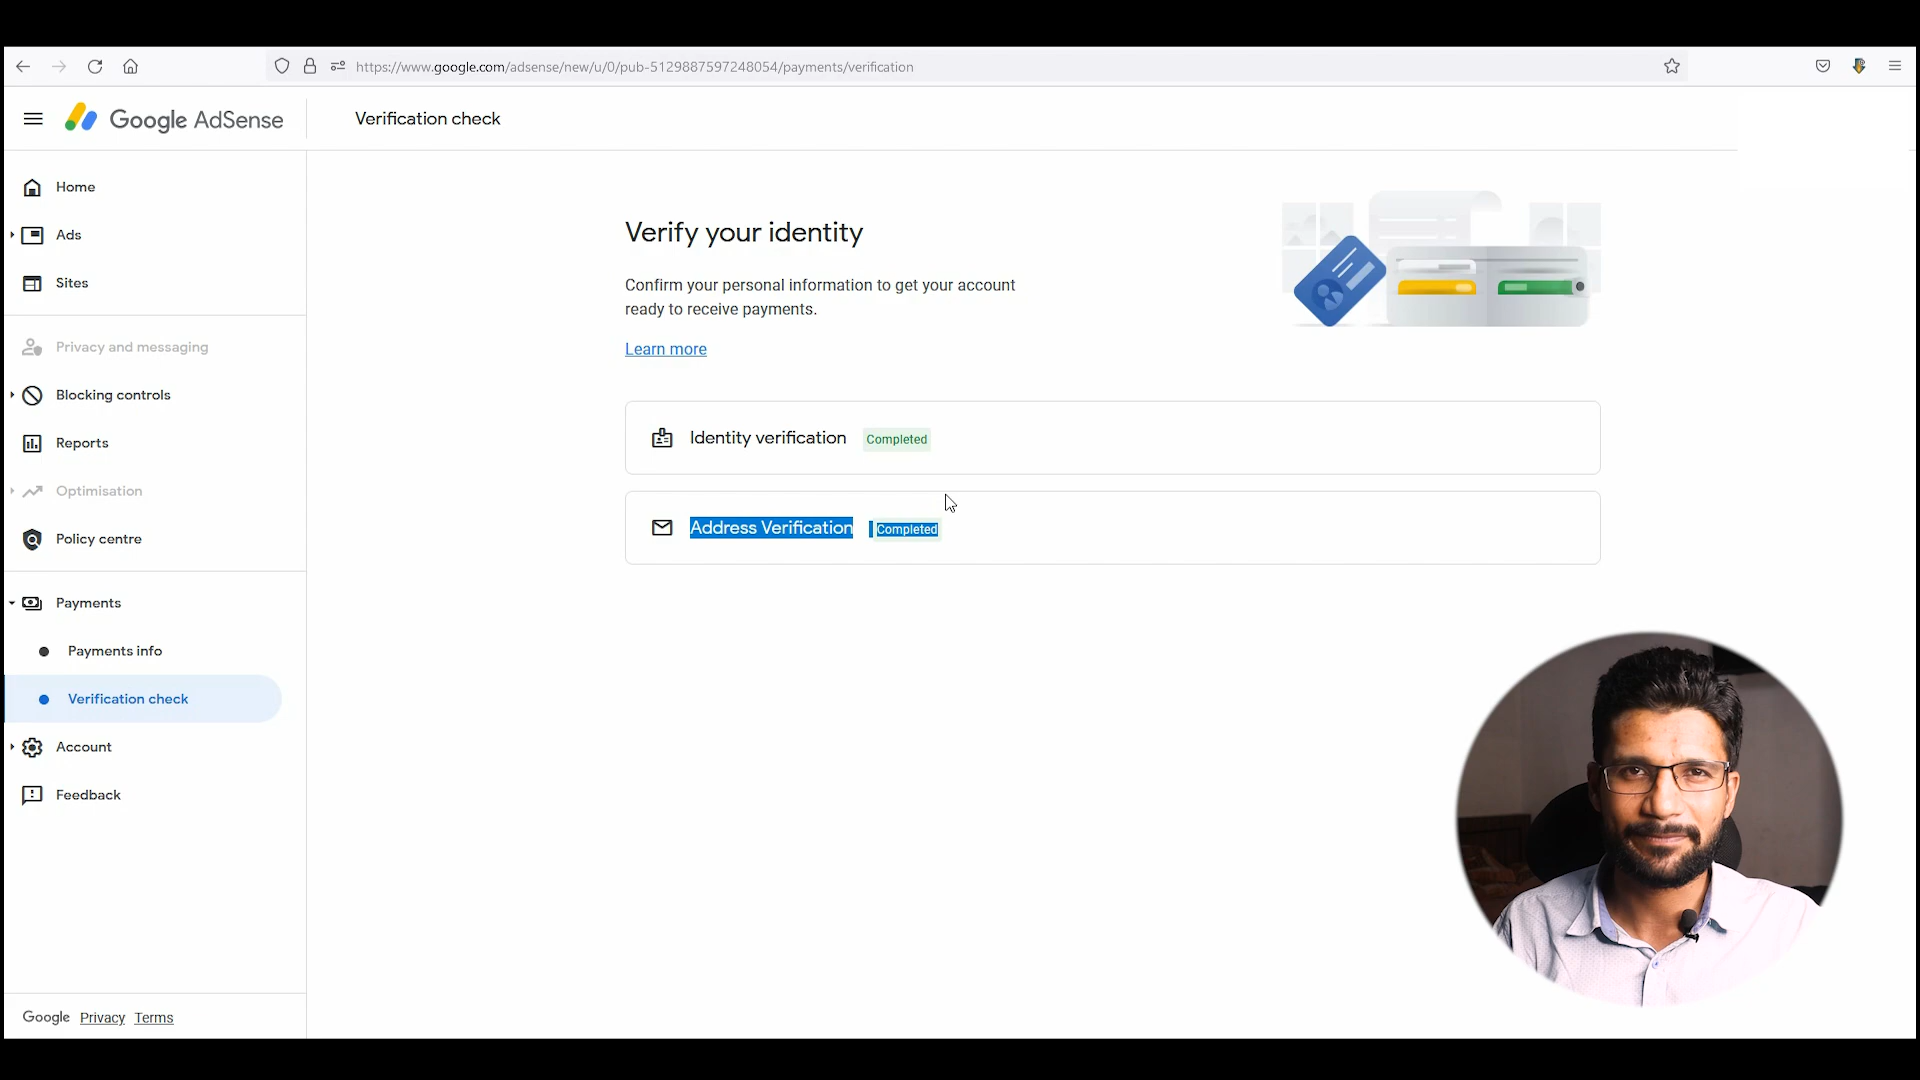 https://www.google.com/adsense/new/u/0/pub-5129887597248054/payments/verification
Google AdSense
Verification check
Home
Ads
Sites
Privacy and messaging
Blocking controls
Reports
Optimisation
Policy centre
Payments
Payments info
Verification check
Account
Feedback
Google Privacy Terms
Verify your identity
Confirm your personal information to get your account
ready to receive payments.
Learn more
Identity verification Completed
Address Verification Completed